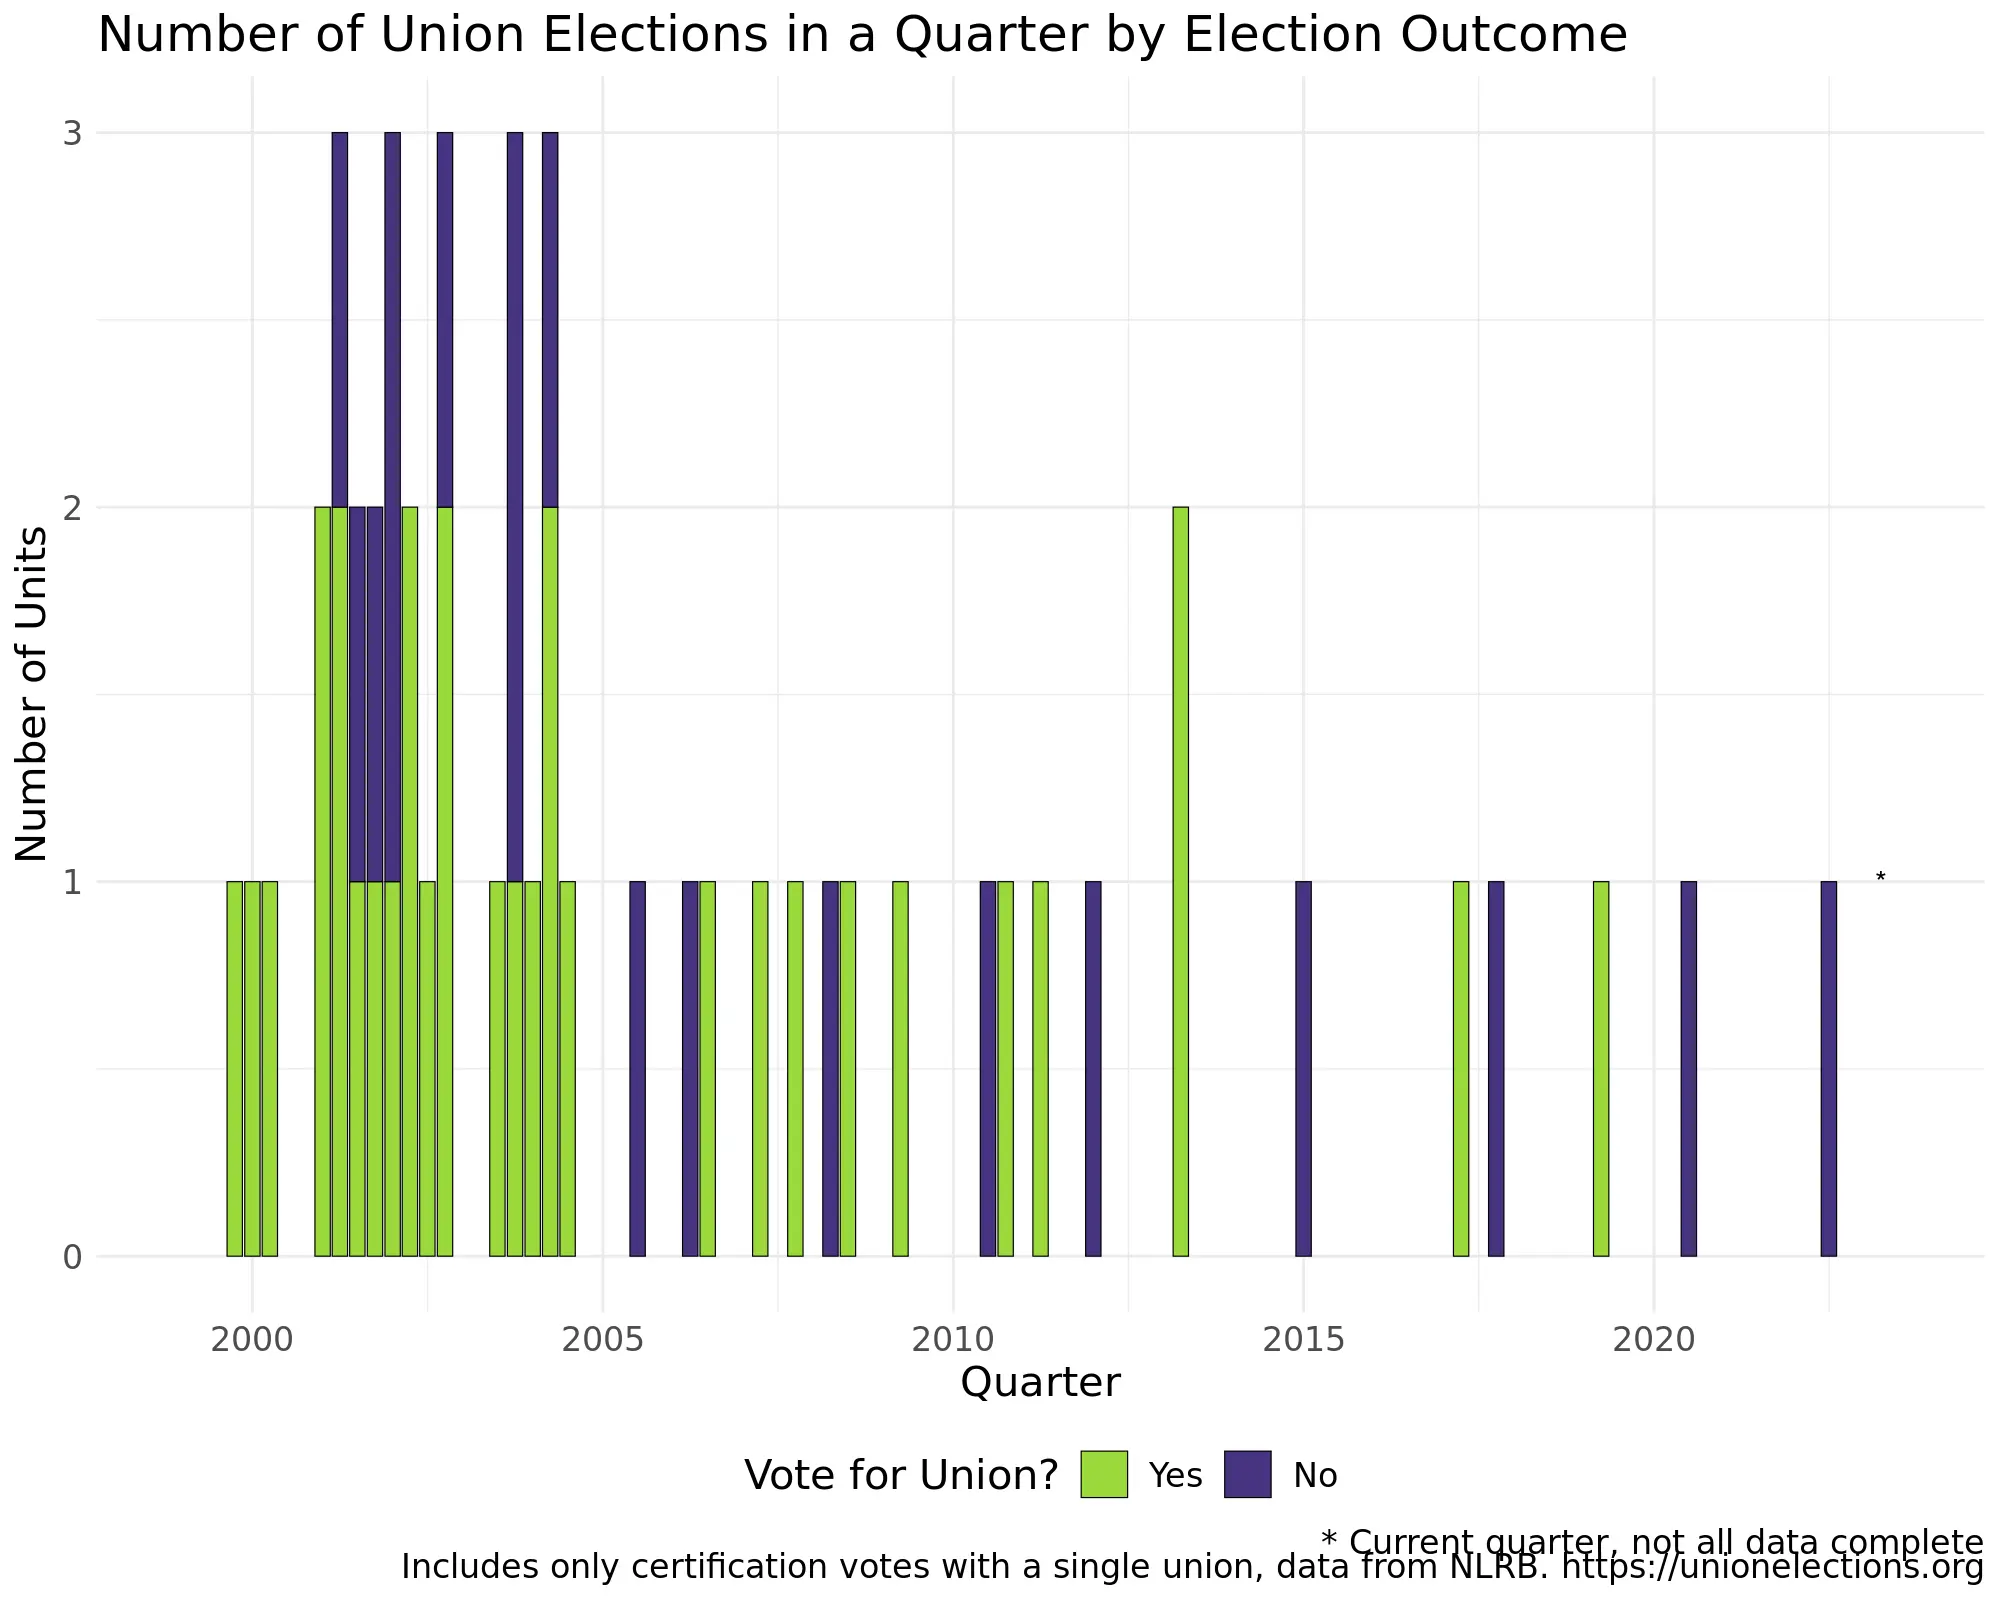 Number of Union Elections in a Quarter by Election Outcome
Number of Units
3
2
1
0
*
2000 2005 2010 2015 2020
Quarter
Vote for Union? Yes No
* Current quarter, not all data complete
Includes only certification votes with a single union, data from NLRB. https://unionelections.org